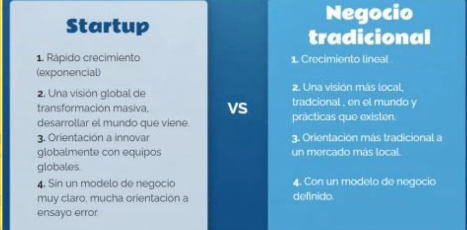 Startup
1. Rápido crecimiento
(exponencial)
2. Una visión global de
transformación masiva,
desarrollar el mundo que viene.
3. Orientación a innovar
globalmente con equipos
globales.
4. Sin un modelo de negocio
muy claro, mucha orientación a
ensayo error.
VS
Negocio
tradicional
1. Crecimiento lineal
2. Una visión más local,
tradcional , en el mundo y
prácticas que existen.
3. Orientación más tradicional a
un mercado más local.
4. Con un modelo de negocio
definido.